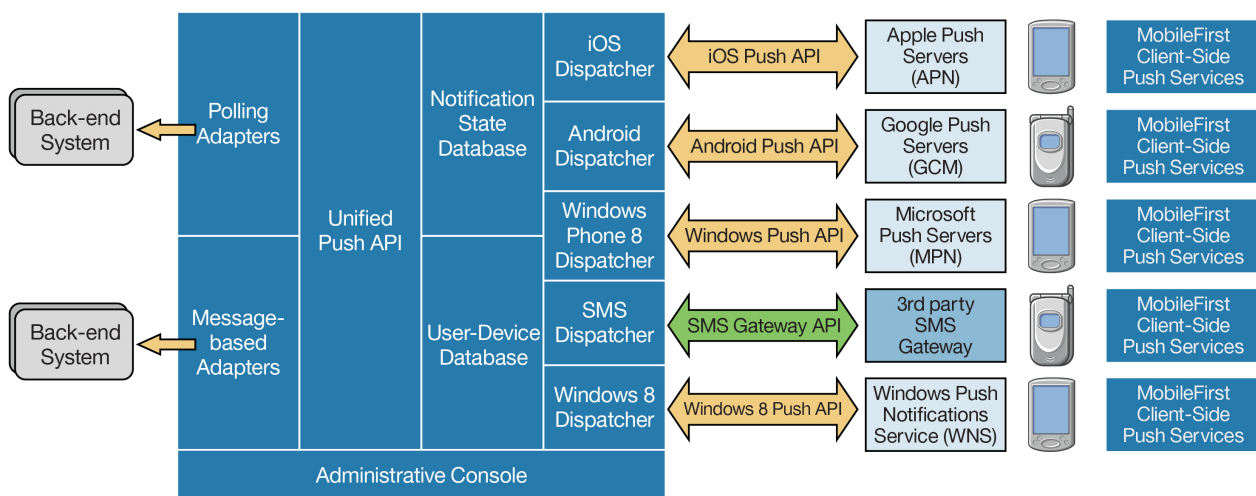 Back-end
System
Back-end
System
Polling
Adapters
Message-
based
Adapters
Unified
Push API
Notification
State
Database
User-Device
Database
iOS
Dispatcher
Android
Dispatcher
Windows
Phone 8
Dispatcher
SMS
Dispatcher
Windows 8
Dispatcher
Administrative Console
iOS Push API
Android Push API
Windows Push API
SMS Gateway API
Windows 8 Push API
Apple Push
Servers
(APN)
Google Push
Servers
(GCM)
Microsoft
Push Servers
(MPN)
3rd party
SMS
Gateway
Windows Push
Notifications
Service (WNS)
MobileFirst
Client-Side
Push Services
MobileFirst
Client-Side
Push Services
MobileFirst
Client-Side
Push Services
MobileFirst
Client-Side
Push Services
MobileFirst
Client-Side
Push Services